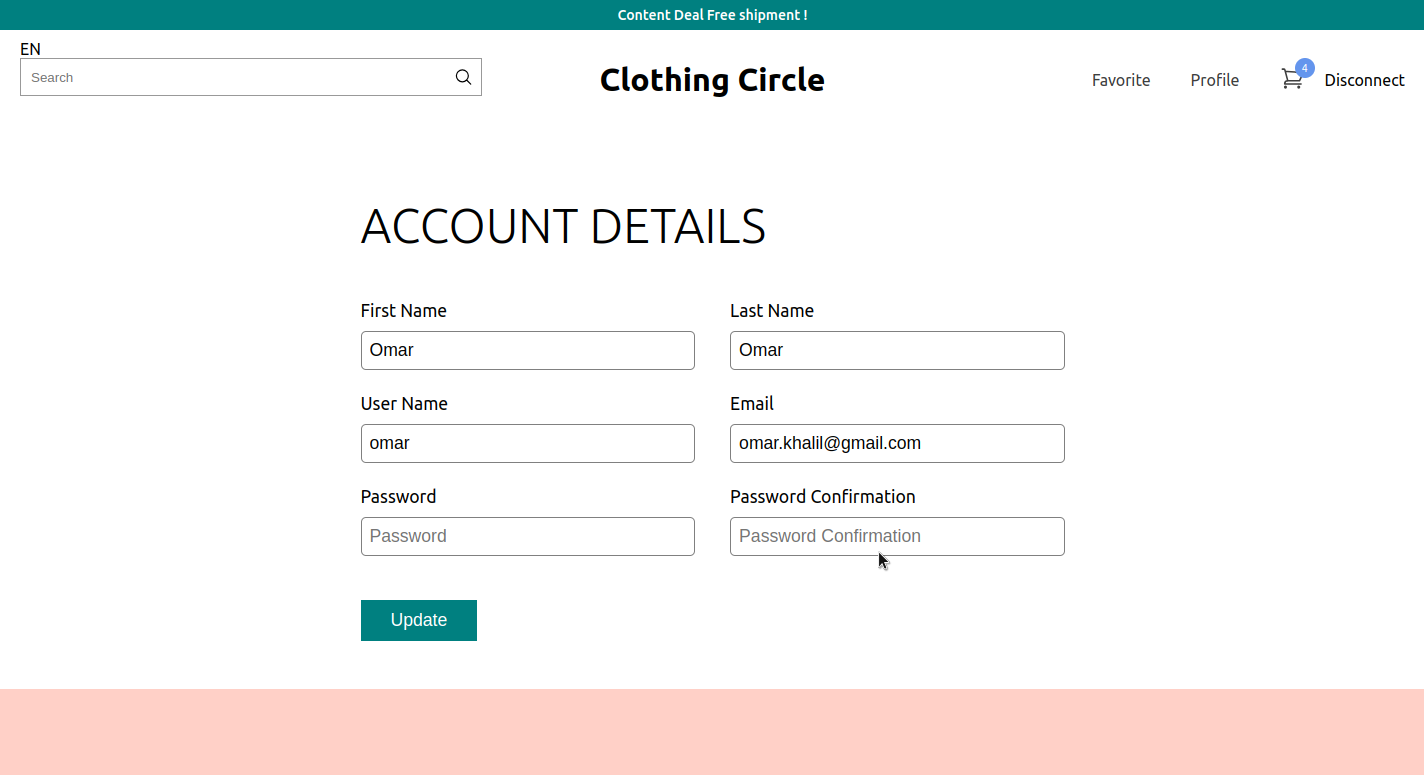 Content Deal Free shipment !
EN
Search
Clothing Circle
Favorite
Profile
4
Disconnect
ACCOUNT DETAILS
First Name
Last Name
Omar
Omar
User Name
Email
omar
omar.khalil@gmail.com
Password
Password Confirmation
Password
Password Confirmation
Update